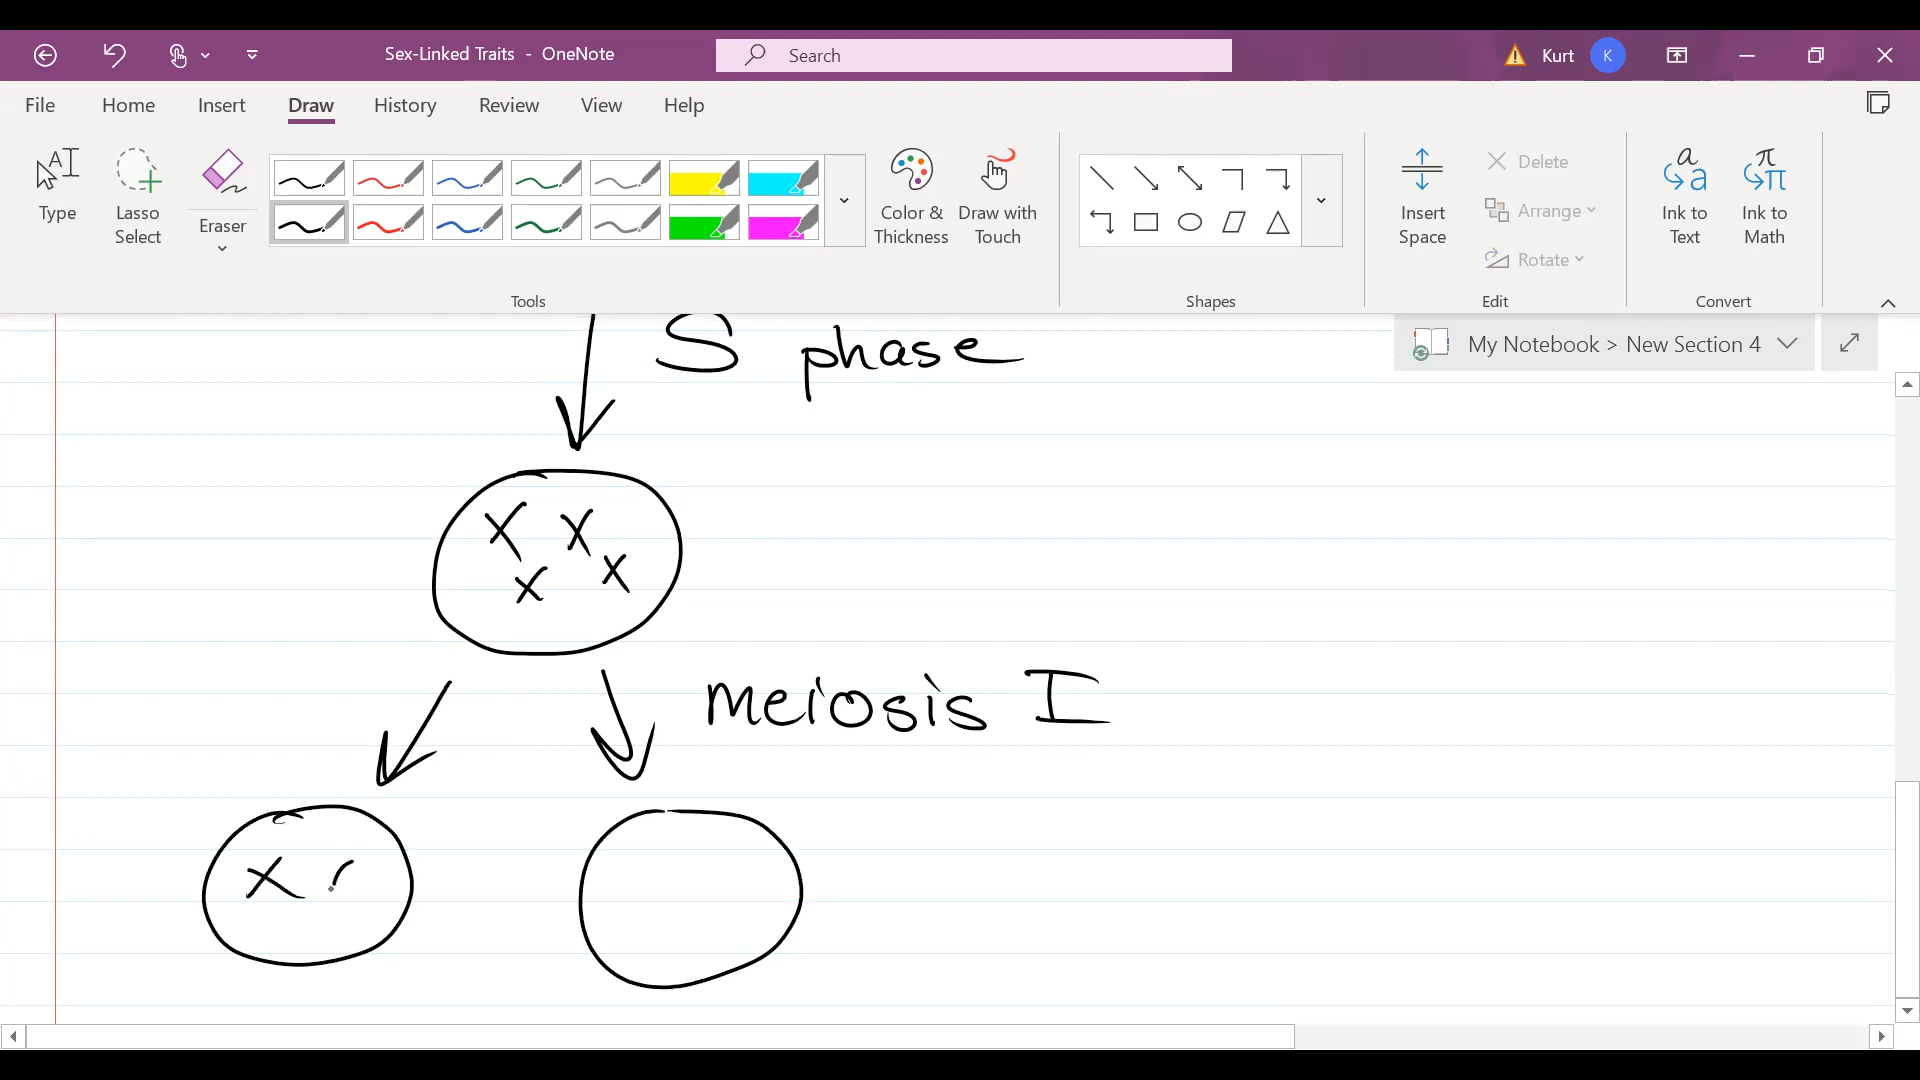 Sex-Linked Traits - OneNote
Search
Kurt
K
File Home Insert Draw History Review View Help
Type
Lasso Select
Eraser
Color & Thickness
Draw with Touch
Insert Space
Delete
Arrange
Rotate
Ink to Text
Ink to Math
Tools
Shapes
Edit
Convert
My Notebook > New Section 4
S phase
X X
X X
meiosis I
X